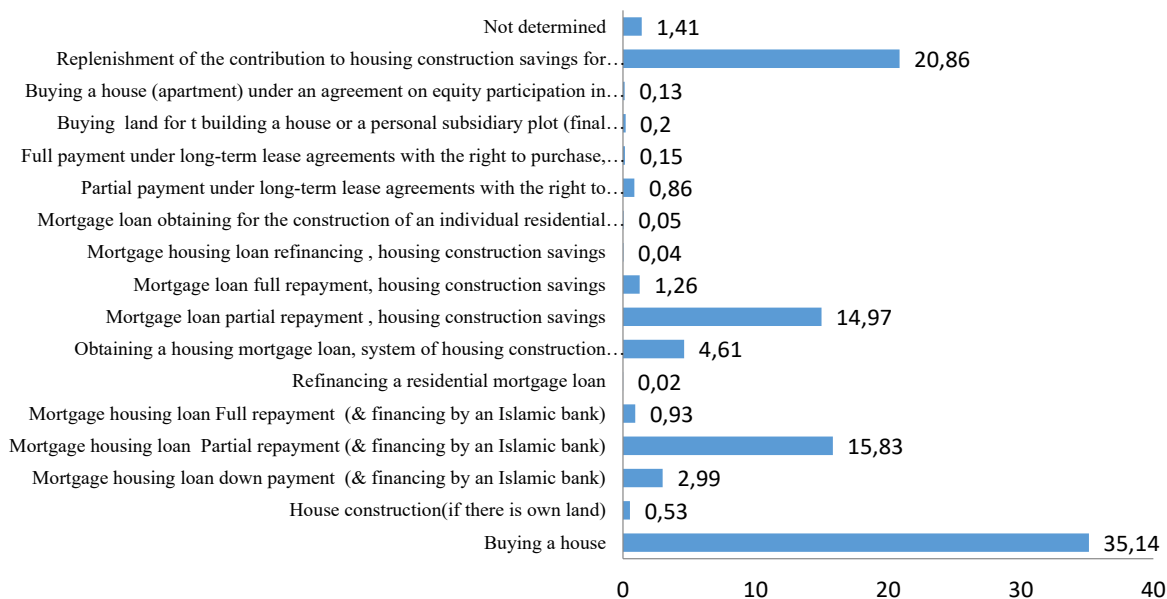 Not determined 1,41
Replenishment of the contribution to housing construction savings for… 20,86
Buying a house (apartment) under an agreement on equity participation in… 0,13
Buying land for t building a house or a personal subsidiary plot (final… 0,2
Full payment under long-term lease agreements with the right to purchase,… 0,15
Partial payment under long-term lease agreements with the right to… 0,86
Mortgage loan obtaining for the construction of an individual residential… 0,05
Mortgage housing loan refinancing , housing construction savings 0,04
Mortgage loan full repayment, housing construction savings 1,26
Mortgage loan partial repayment , housing construction savings 14,97
Obtaining a housing mortgage loan, system of housing construction… 4,61
Refinancing a residential mortgage loan 0,02
Mortgage housing loan Full repayment (& financing by an Islamic bank) 0,93
Mortgage housing loan Partial repayment (& financing by an Islamic bank) 15,83
Mortgage housing loan down payment (& financing by an Islamic bank) 2,99
House construction(if there is own land) 0,53
Buying a house 35,14
0 10 20 30 40